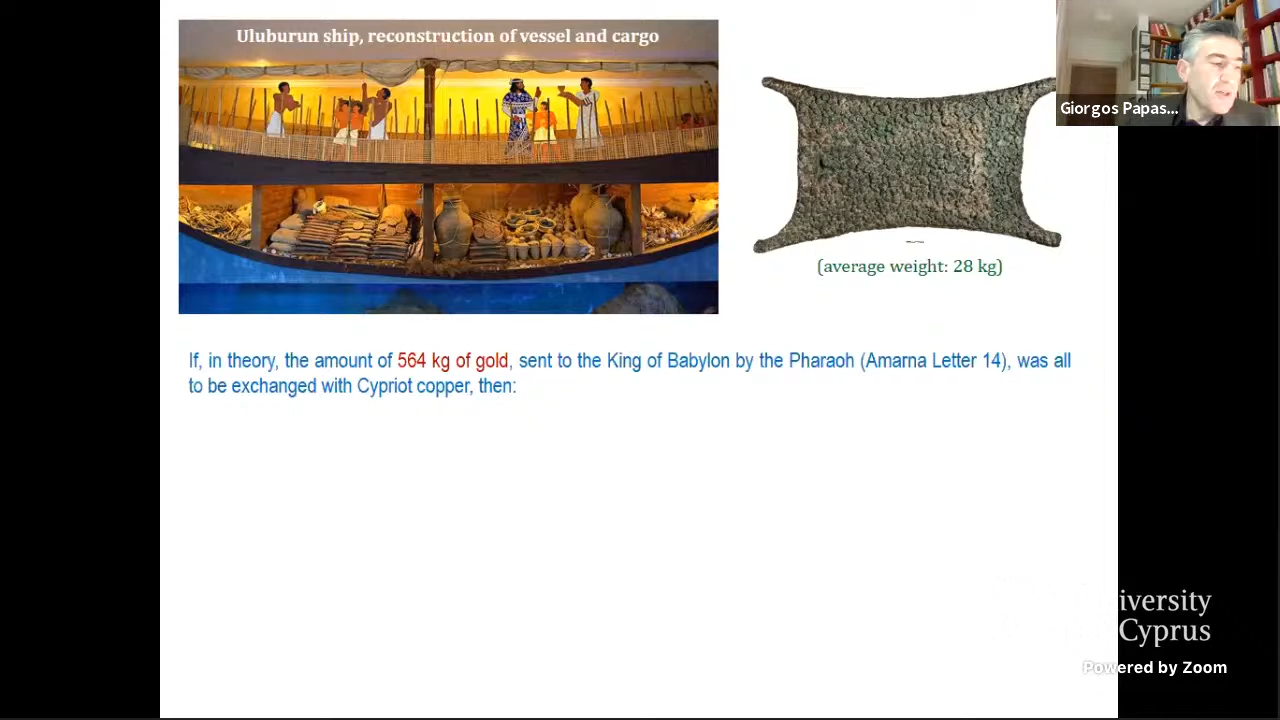 Uluburun ship, reconstruction of vessel and cargo
Giorgos Papas...
(average weight: 28 kg)
If, in theory, the amount of 564 kg of gold, sent to the King of Babylon by the Pharaoh (Amarna Letter 14), was all
to be exchanged with Cypriot copper, then:
iversity
Cyprus
Powered by Zoom